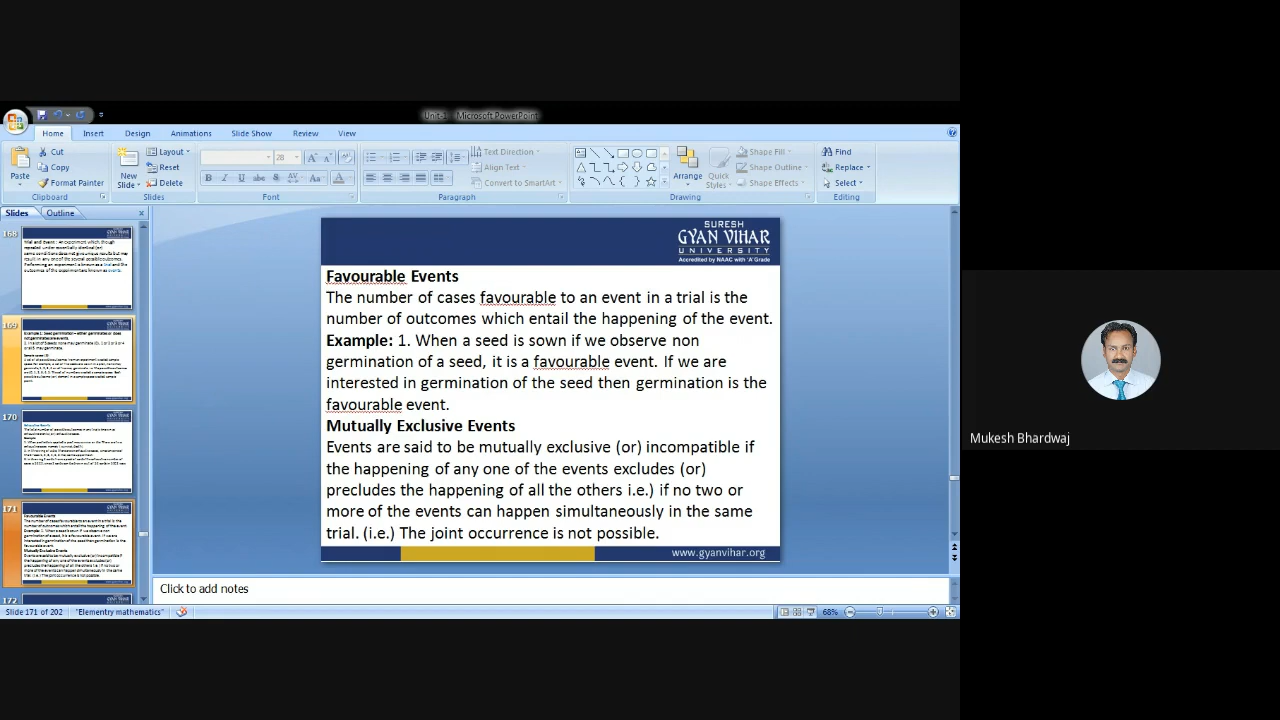 Unit-1 Microsoft PowerPoint
Home Insert Design Animations Slide Show Review View
Paste
Cut
Copy
Format Painter
Clipboard
New
Slide
Layout
Reset
Delete
Slides
28
Font
Paragraph
Text Direction
Align Text
Convert to SmartArt
Arrange
Quick
Styles
Shape Fill
Shape Outline
Shape Effects
Drawing
Find
Replace
Select
Editing
Slides Outline
168
169
170
171
172
SURESH
GYAN VIHAR
UNIVERSITY
Accredited by NAAC with 'A' Grade
Favourable Events
The number of cases favourable to an event in a trial is the
number of outcomes which entail the happening of the event.
Example: 1. When a seed is sown if we observe non
germination of a seed, it is a favourable event. If we are
interested in germination of the seed then germination is the
favourable event.
Mutually Exclusive Events
Events are said to be mutually exclusive (or) incompatible if
the happening of any one of the events excludes (or)
precludes the happening of all the others i.e.) if no two or
more of the events can happen simultaneously in the same
trial. (i.e.) The joint occurrence is not possible.
www.gyanvihar.org
Click to add notes
Slide 171 of 202 "Elementry mathematics" 68%
Mukesh Bhardwaj